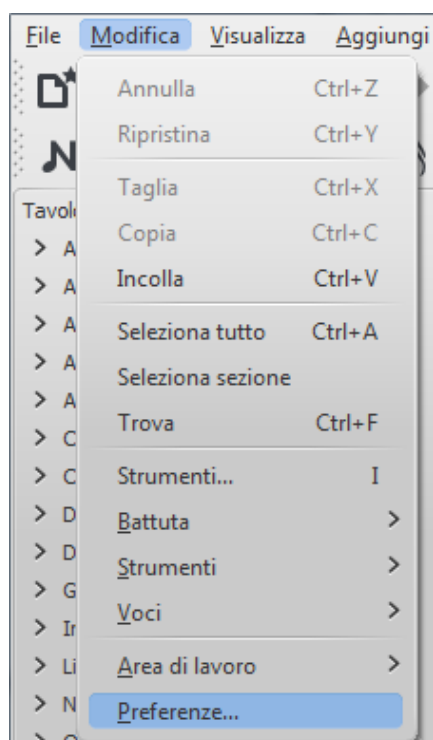 File Modifica Visualizza Aggiungi
Annulla Ctrl+Z
Ripristina Ctrl+Y
Taglia Ctrl+X
Copia Ctrl+C
Incolla Ctrl+V
Seleziona tutto Ctrl+A
Seleziona sezione
Trova Ctrl+F
Strumenti... I
Battuta
Strumenti
Voci
Area di lavoro
Preferenze...